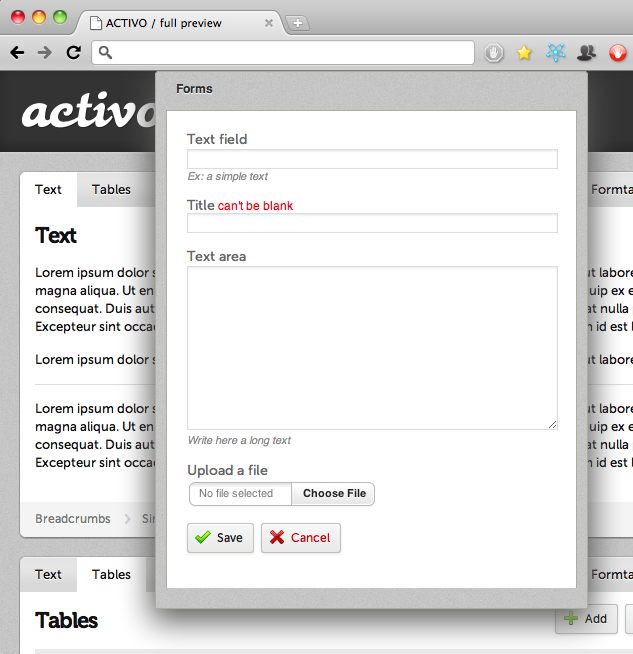 ACTIVO / full preview
activo
Forms
Text field
Ex: a simple text
Title can't be blank
Text area
Write here a long text
Upload a file
No file selected
Choose File
Save
Cancel
Text
Tables
Text
Lorem ipsum dolor
magna aliqua. Ut en
consequat. Duis aut
Excepteur sint
Lorem ipsum dolor
Lorem ipsum dolor
magna aliqua. Ut en
consequat. Duis aut
Excepteur sint
Breadcrumbs
Text
Tables
Tables
Formta
ut labore
uip ex e
at nulla
id est l
ut labore
ut labore
uip ex e
at nulla
id est l
Formta
Add